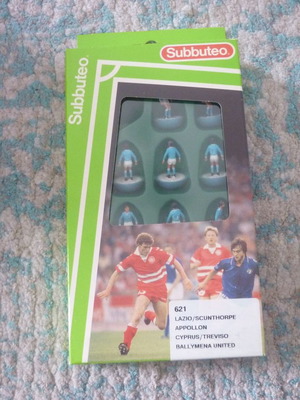 Subbuteo
Subbuteo
621
LAZIO/SCUNTHORPE
APPOLLON
CYPRUS/TREVISO
BALLYMENA UNITED